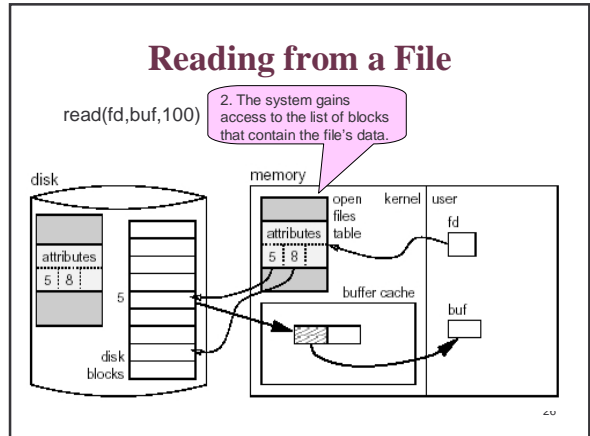 Reading from a File
read(fd,buf,100)
2. The system gains
access to the list of blocks
that contain the file's data.
disk
memory
open
files
table
kernel
user
fd
attributes
5 8
attributes
5 8
5
buffer cache
buf
disk
blocks